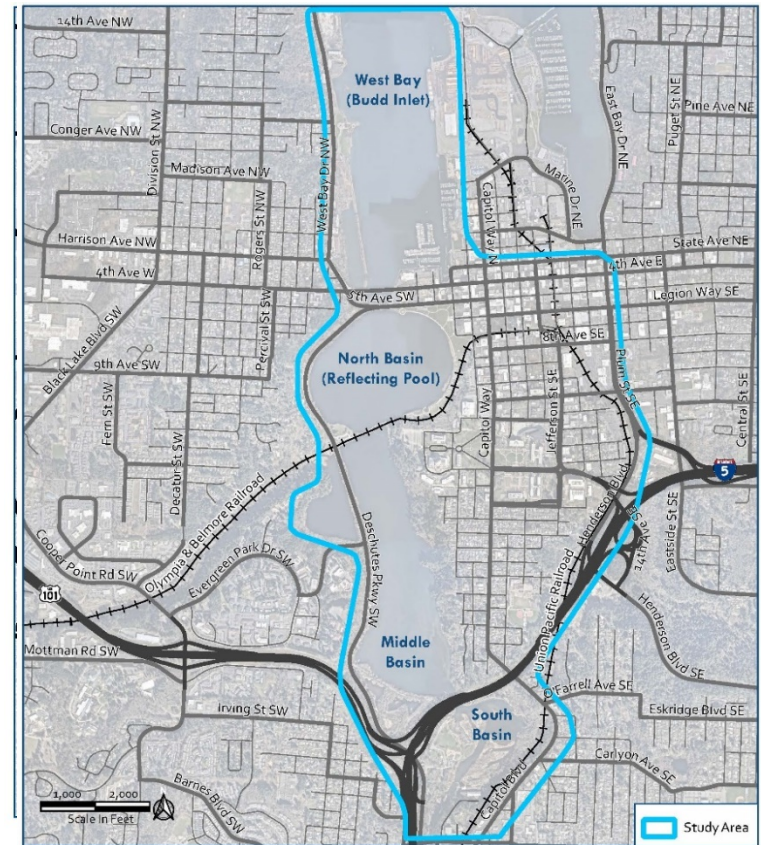 14th Ave NW
West Bay
(Budd Inlet)
Conger Ave NW
Division St NW
Madison Ave NW
Rogers St NW
West Bay Dr NW
East Bay Dr NE
Puget St NE
Pine Ave NE
Marine Dr NE
Capitol Way N
Harrison Ave NW
4th Ave W
State Ave NE
4th Ave E
Legion Way SE
5th Ave SW
Black Lake Blvd SW
9th Ave SW
Percival St SW
North Basin
(Reflecting Pool)
8th Ave SE
Plum St SE
Central St SE
Fern St SW
Decatur St SW
Capitol Way
Jefferson St SE
5
Olympia & Belmore Railroad
Deschutes Pkwy SW
Henderson Blvd
14th Ave SE
Eastside St SE
Cooper Point Rd SW
Evergreen Park Dr SW
101
Union Pacific Railroad
Henderson Blvd SE
Mottman Rd SW
Middle
Basin
O'Farrell Ave SE
Irving St SW
South
Basin
Eskridge Blvd SE
Carlyon Ave SE
Capitol Blvd
Barnes Blvd SW
1,000 2,000
Scale In Feet
Study Area